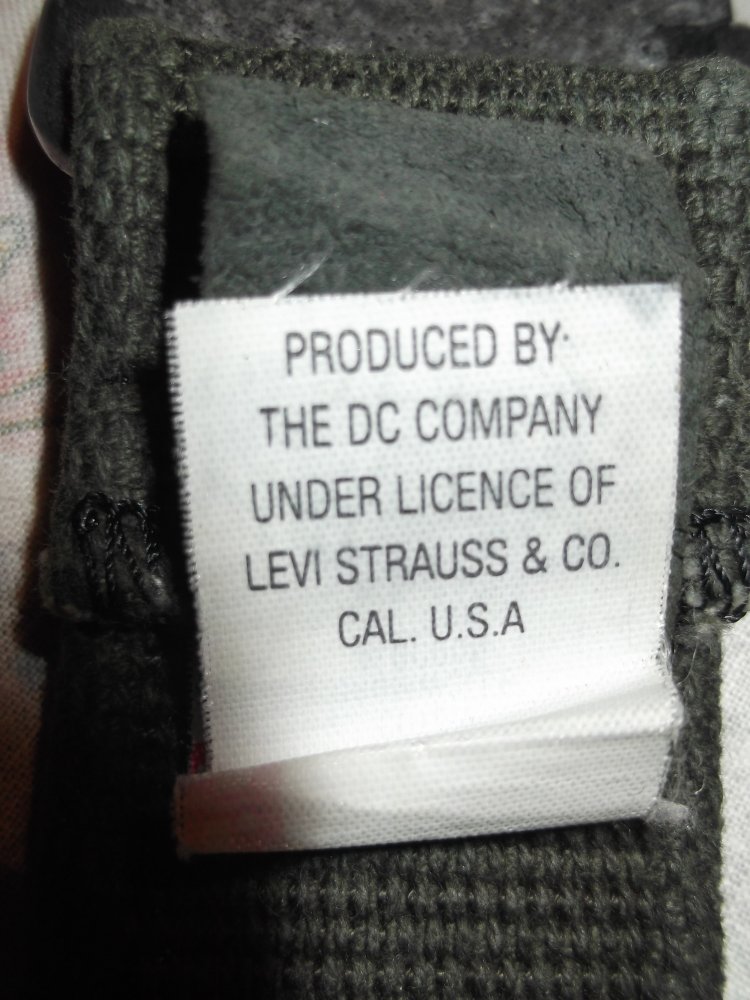 PRODUCED BY
THE DC COMPANY
UNDER LICENCE OF
LEVI STRAUSS & CO.
CAL. U.S.A